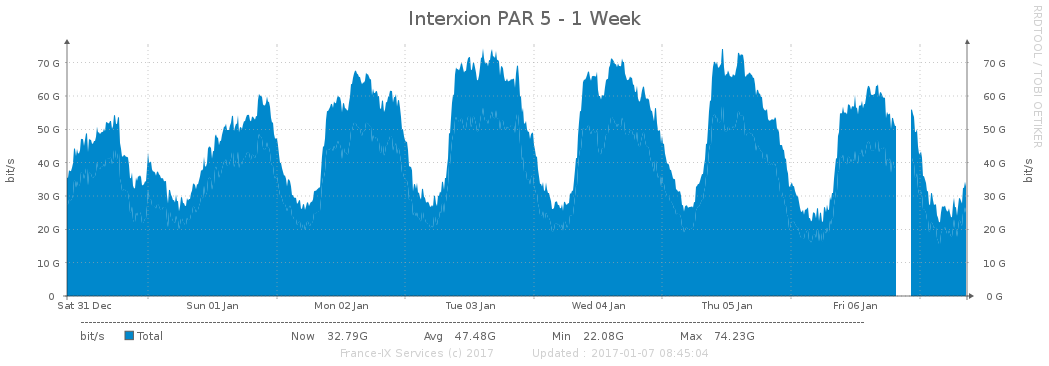 Interxion PAR 5 - 1 Week
RRDTOOL / TOBI OETIKER
bit/s
70 G
60 G
50 G
40 G
30 G
20 G
10 G
0
70 G
60 G
50 G
40 G
30 G
20 G
10 G
0 G
bit/s
Sat 31 Dec Sun 01 Jan Mon 02 Jan Tue 03 Jan Wed 04 Jan Thu 05 Jan Fri 06 Jan
bit/s Total Now 32.79G Avg 47.48G Min 22.08G Max 74.23G
France-IX Services (c) 2017 Updated : 2017-01-07 08:45:04